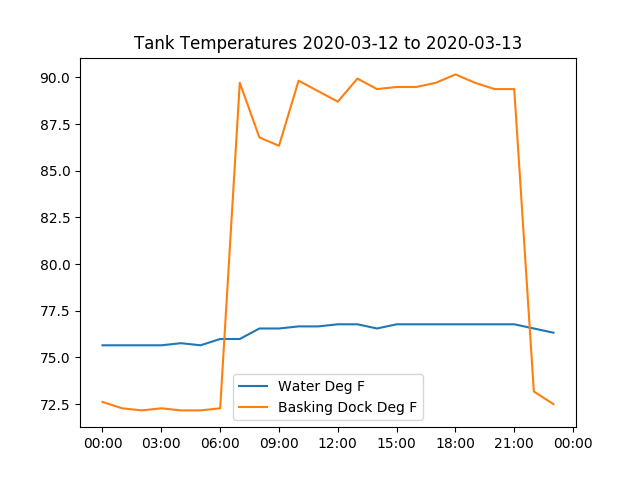 Tank Temperatures 2020-03-12 to 2020-03-13
90.0
87.5
85.0
82.5
80.0
77.5
75.0
72.5
Water Deg F
Basking Dock Deg F
00:00 03:00 06:00 09:00 12:00 15:00 18:00 21:00 00:00